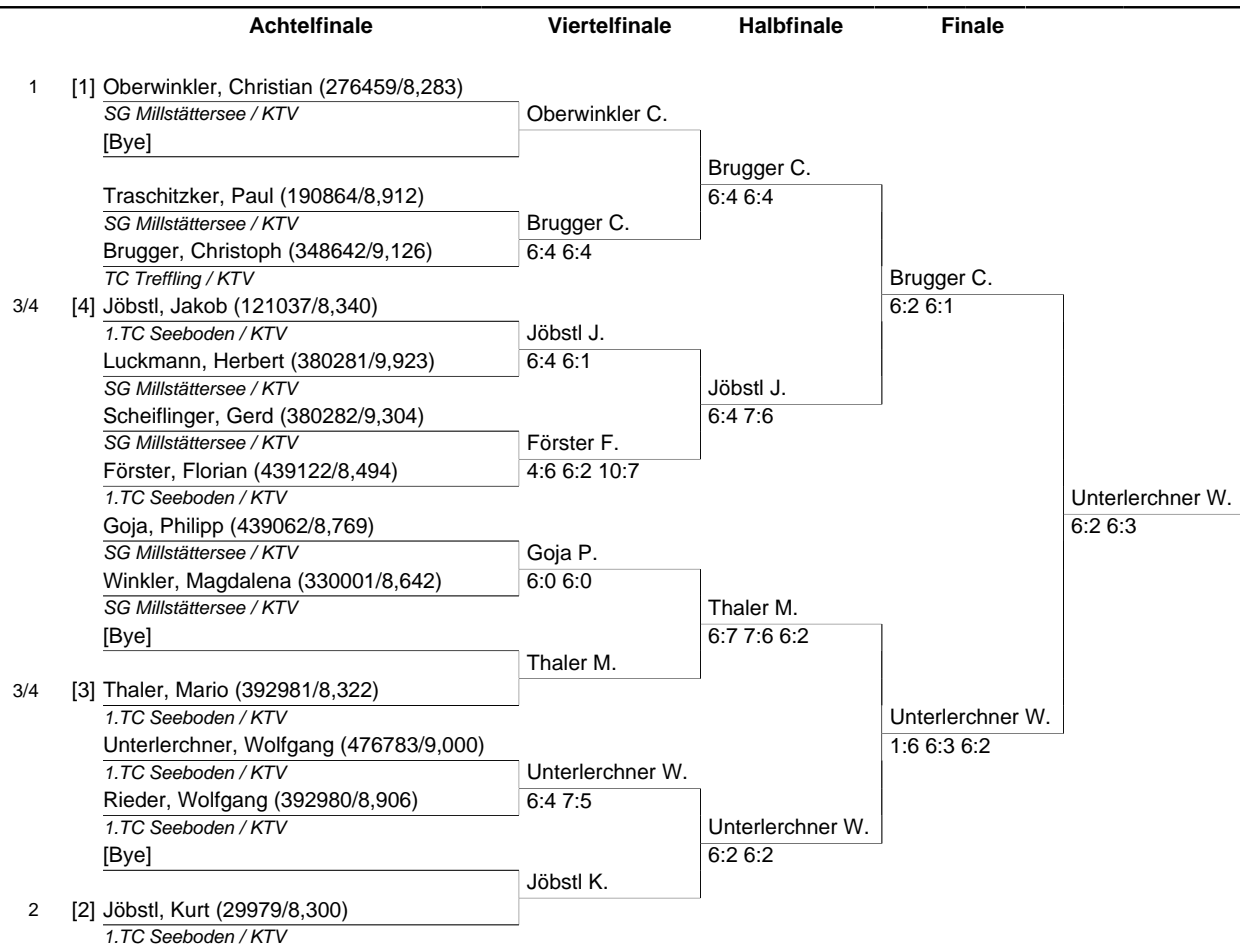 Achtelfinale Viertelfinale Halbfinale Finale
1 [1] Oberwinkler, Christian (276459/8,283)
SG Millstättersee / KTV Oberwinkler C.
[Bye]
Brugger C.
Traschitzker, Paul (190864/8,912) 6:4 6:4
SG Millstättersee / KTV Brugger C.
Brugger, Christoph (348642/9,126) 6:4 6:4
TC Treffling / KTV Brugger C.
3/4 [4] Jöbstl, Jakob (121037/8,340) 6:2 6:1
1.TC Seeboden / KTV Jöbstl J.
Luckmann, Herbert (380281/9,923) 6:4 6:1
SG Millstättersee / KTV Jöbstl J.
Scheiflinger, Gerd (380282/9,304) 6:4 7:6
SG Millstättersee / KTV Förster F.
Förster, Florian (439122/8,494) 4:6 6:2 10:7
1.TC Seeboden / KTV Unterlerchner W.
Goja, Philipp (439062/8,769) 6:2 6:3
SG Millstättersee / KTV Goja P.
Winkler, Magdalena (330001/8,642) 6:0 6:0
SG Millstättersee / KTV Thaler M.
[Bye] 6:7 7:6 6:2
Thaler M.
3/4 [3] Thaler, Mario (392981/8,322)
1.TC Seeboden / KTV Unterlerchner W.
Unterlerchner, Wolfgang (476783/9,000) 1:6 6:3 6:2
1.TC Seeboden / KTV Unterlerchner W.
Rieder, Wolfgang (392980/8,906) 6:4 7:5
1.TC Seeboden / KTV Unterlerchner W.
[Bye] 6:2 6:2
Jöbstl K.
2 [2] Jöbstl, Kurt (29979/8,300)
1.TC Seeboden / KTV